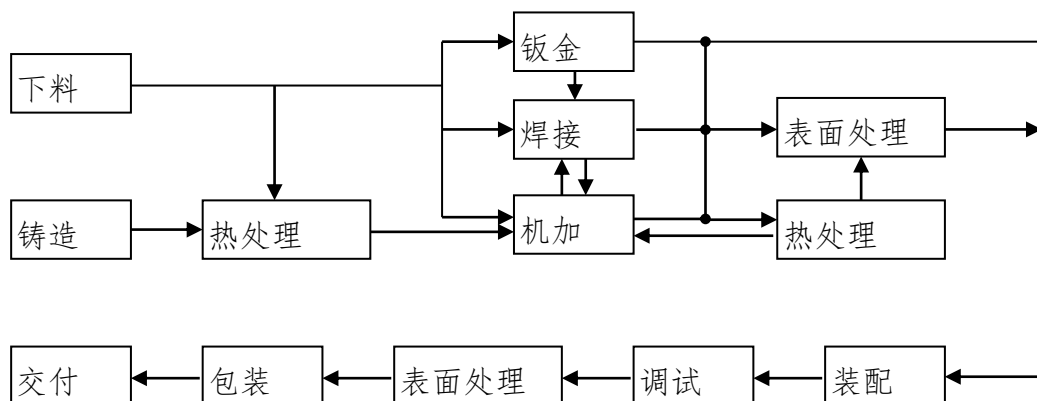 钣金
下料
焊接
表面处理
铸造
热处理
机加
热处理
交付
包装
表面处理
调试
装配